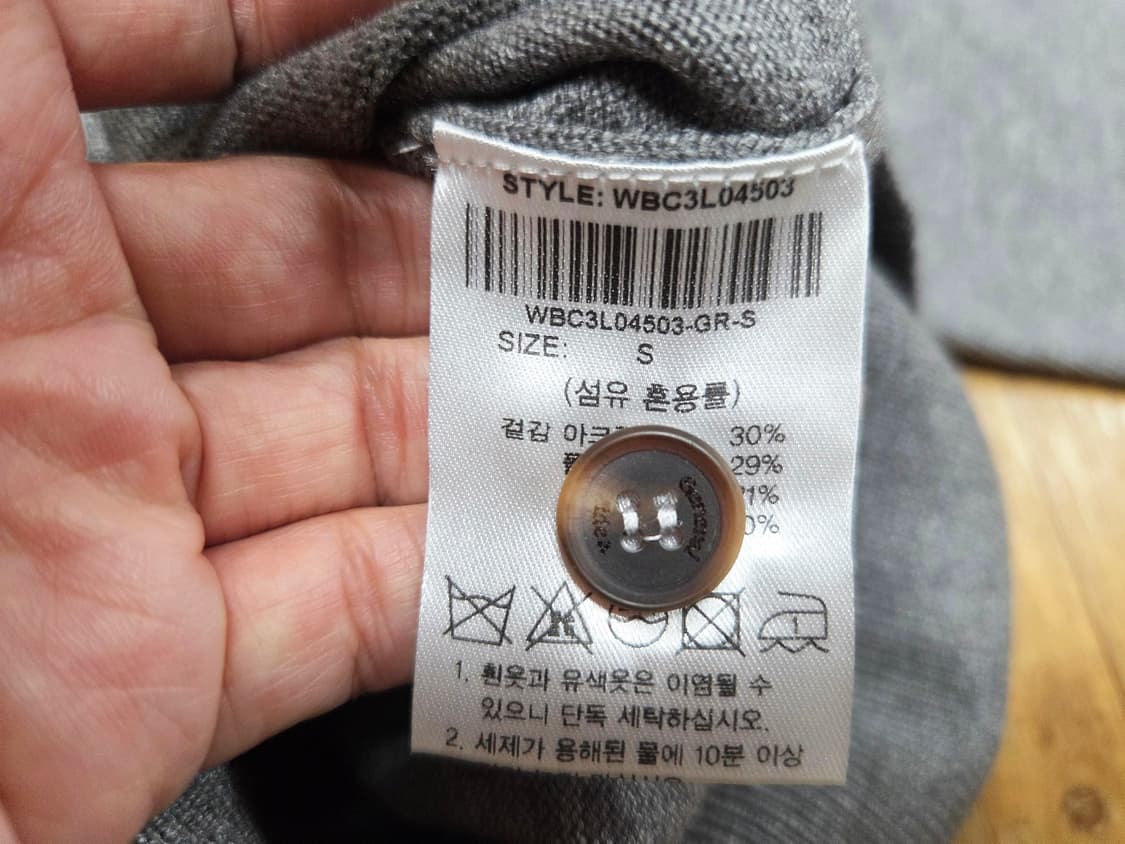 STYLE: WBC3L04503
WBC3L04503-GR-S
SIZE: S
(섬유 혼용률)
겉감 30%
29%
1. 흰옷과 유색옷은 이염될 수
있으니 단독 세탁하십시오.
2. 세제가 용해된 물에 10분 이상